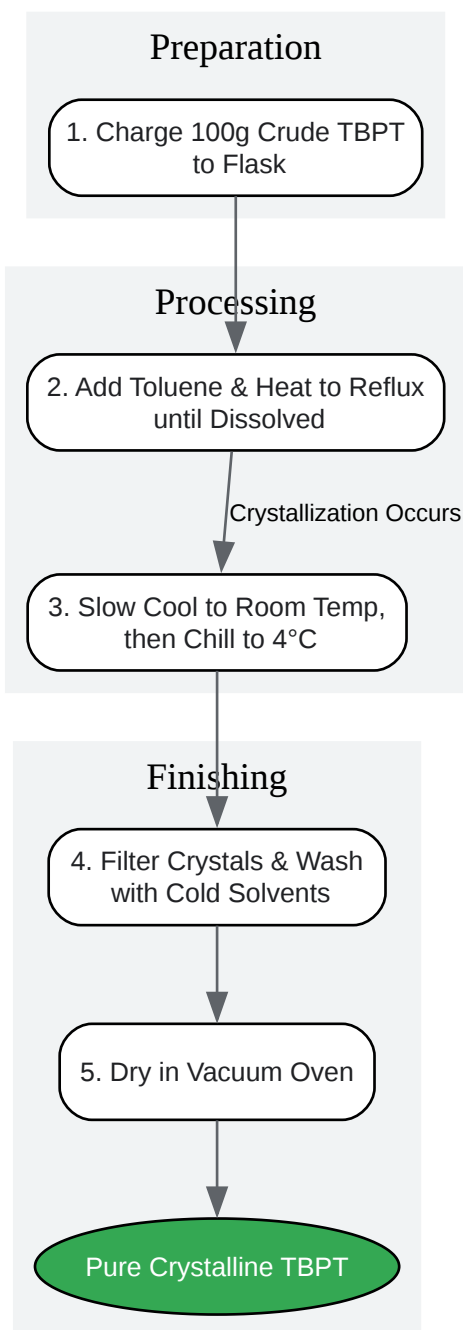 Preparation
1. Charge 100g Crude TBPT
to Flask
Processing
2. Add Toluene & Heat to Reflux
until Dissolved
Crystallization Occurs
3. Slow Cool to Room Temp,
then Chill to 4°C
Finishing
4. Filter Crystals & Wash
with Cold Solvents
5. Dry in Vacuum Oven
Pure Crystalline TBPT